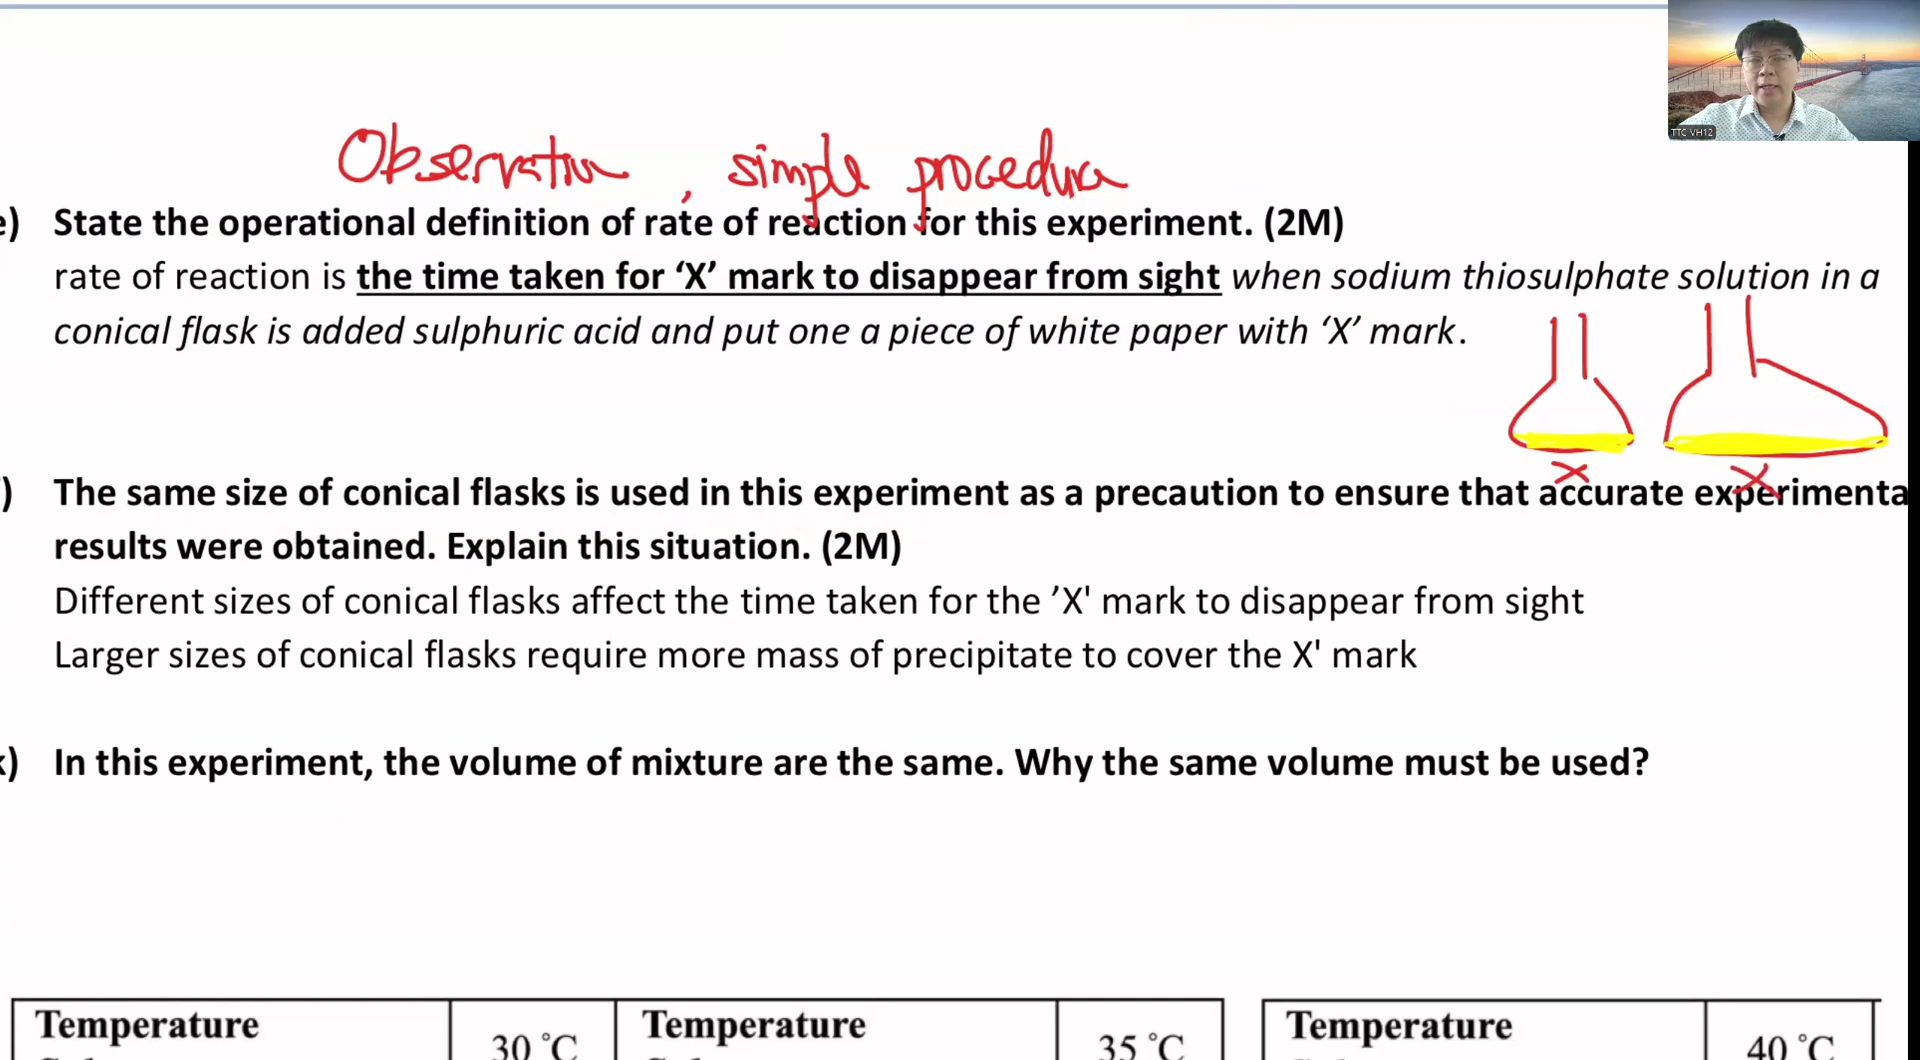 TTC VH12
Observation, simple procedure
e) State the operational definition of rate of reaction for this experiment. (2M)
rate of reaction is the time taken for ‘X’ mark to disappear from sight when sodium thiosulphate solution in a
conical flask is added sulphuric acid and put one a piece of white paper with ‘X’ mark.
X X
) The same size of conical flasks is used in this experiment as a precaution to ensure that accurate experimenta
results were obtained. Explain this situation. (2M)
Different sizes of conical flasks affect the time taken for the ’X' mark to disappear from sight
Larger sizes of conical flasks require more mass of precipitate to cover the X' mark
) In this experiment, the volume of mixture are the same. Why the same volume must be used?
Temperature 30 °C Temperature 35 °C Temperature 40 °C